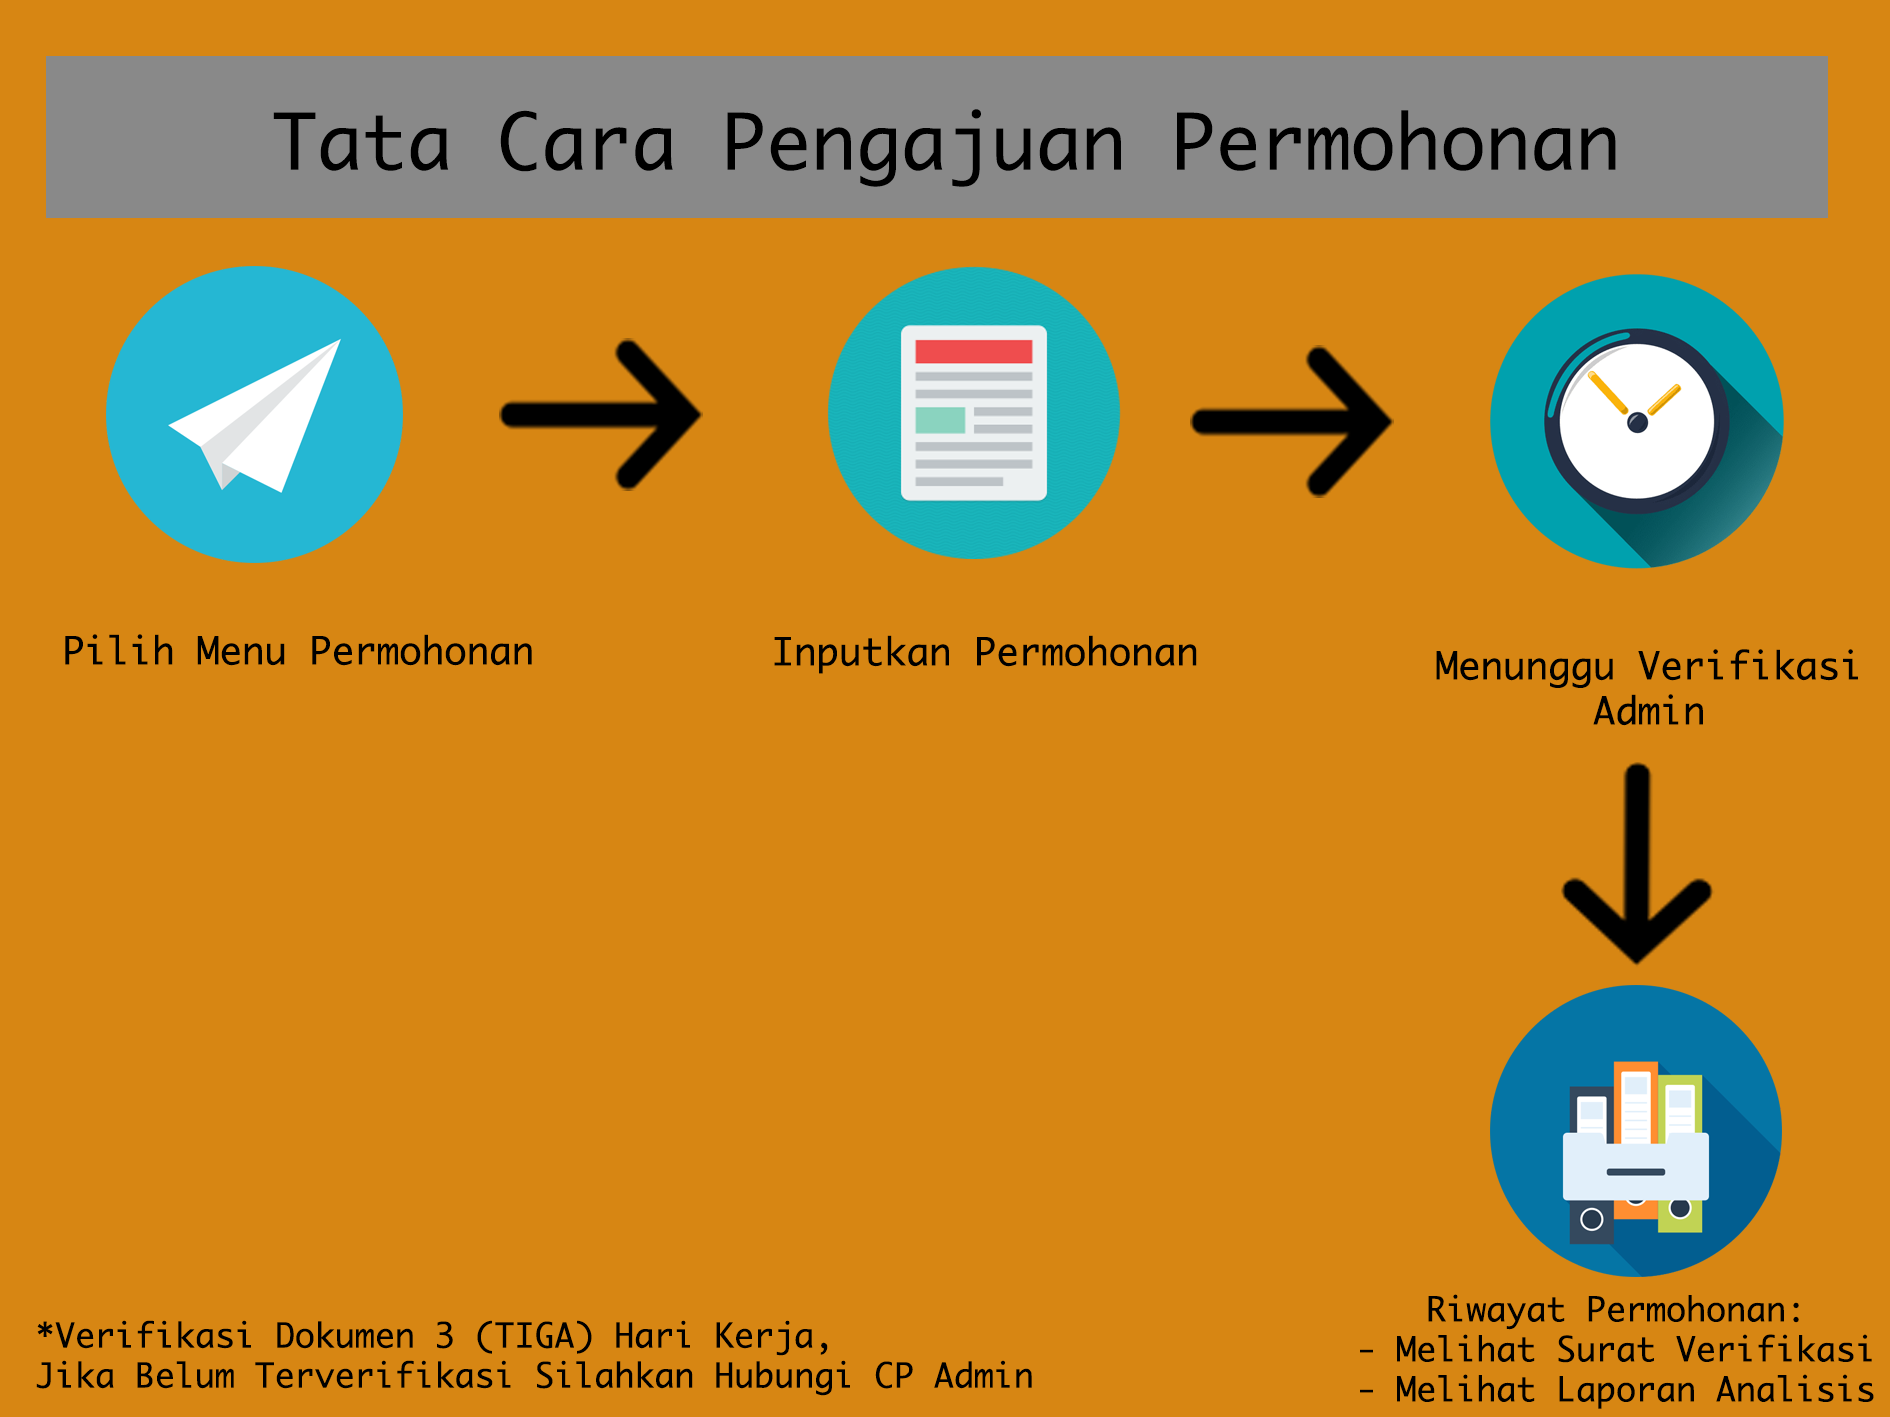 Tata Cara Pengajuan Permohonan
Pilih Menu Permohonan
Inputkan Permohonan
Menunggu Verifikasi
Admin
Riwayat Permohonan:
- Melihat Surat Verifikasi
- Melihat Laporan Analisis
*Verifikasi Dokumen 3 (TIGA) Hari Kerja,
Jika Belum Terverifikasi Silahkan Hubungi CP Admin